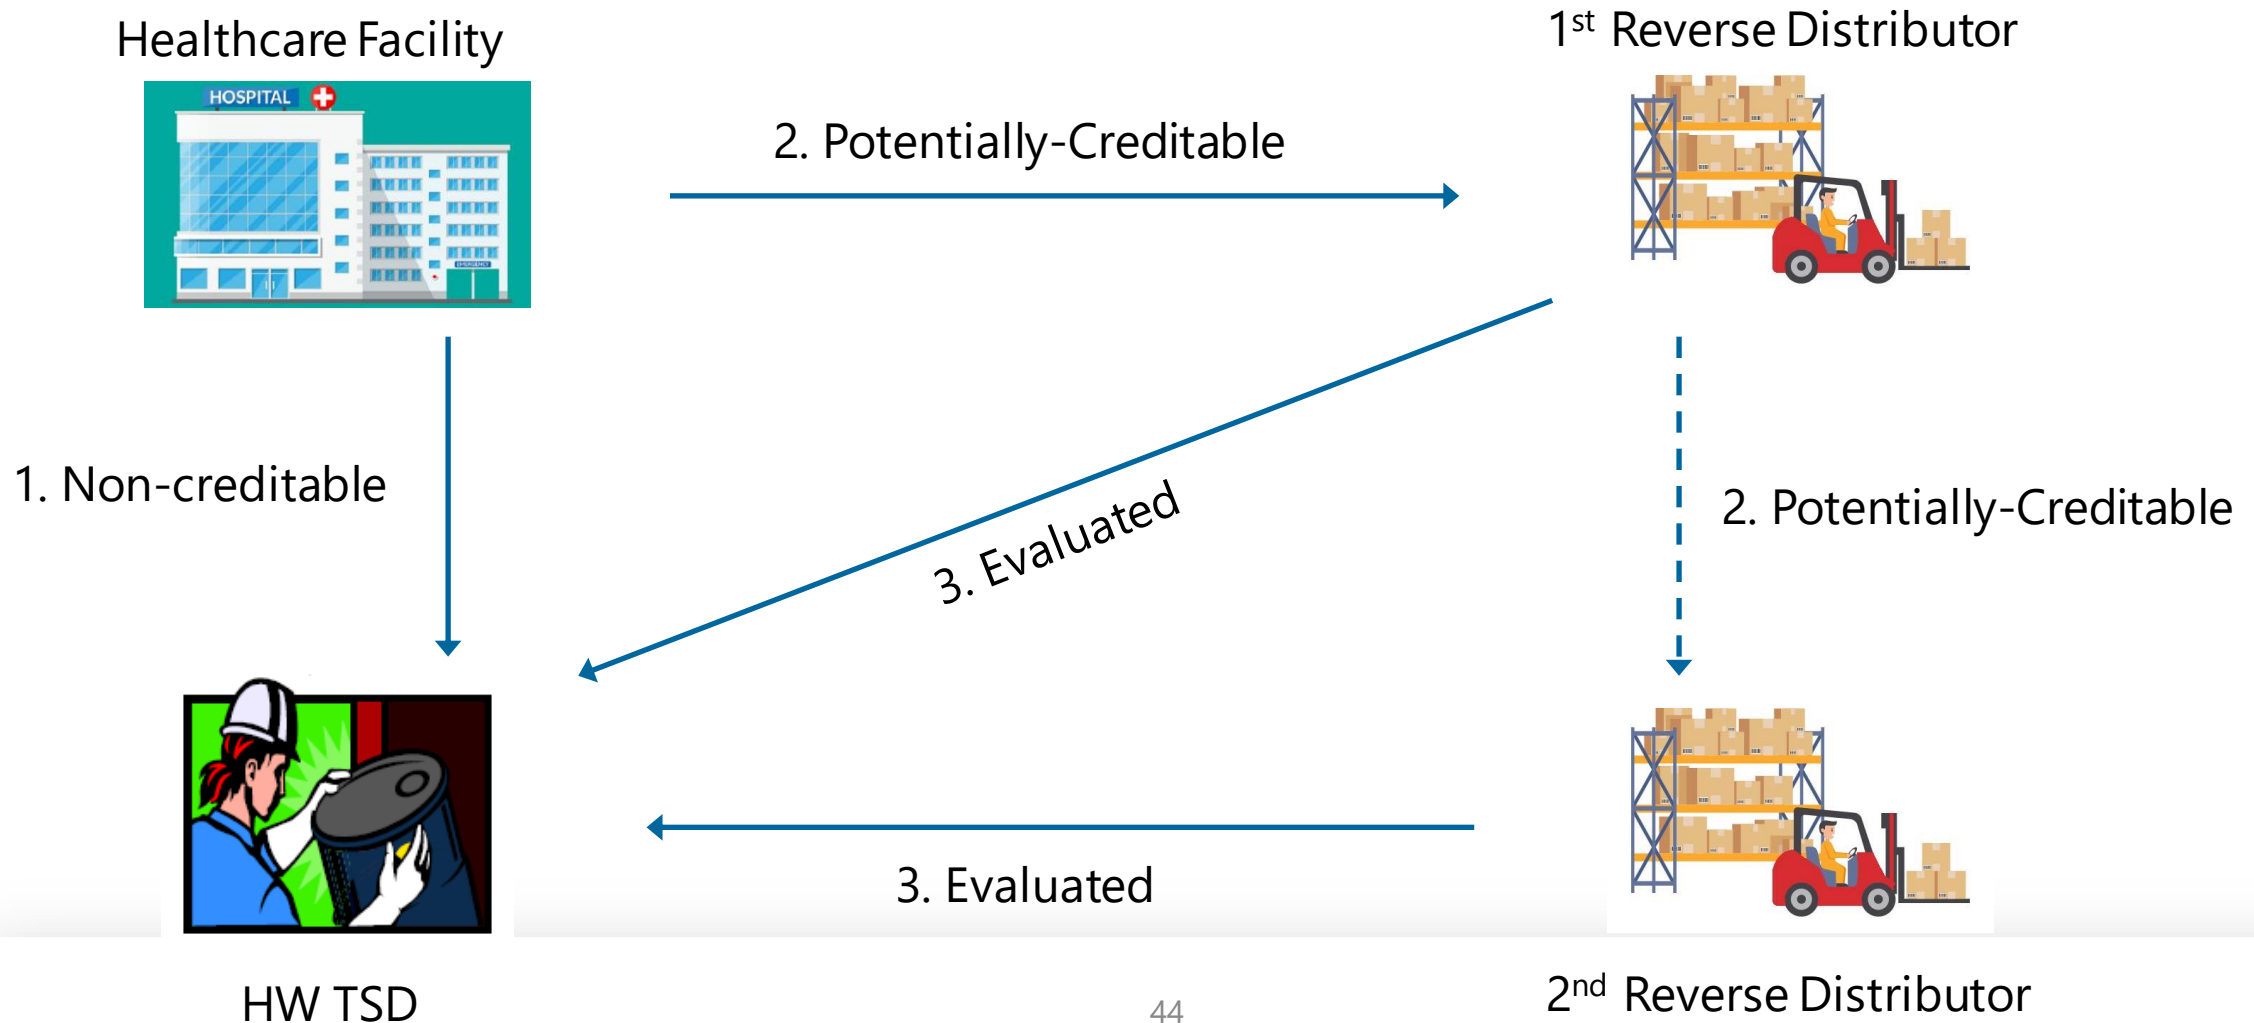 Healthcare Facility
1st Reverse Distributor
HOSPITAL
2. Potentially-Creditable
EMERGENCY
1. Non-creditable
3. Evaluated
2. Potentially-Creditable
3. Evaluated
HW TSD
44
2nd Reverse Distributor